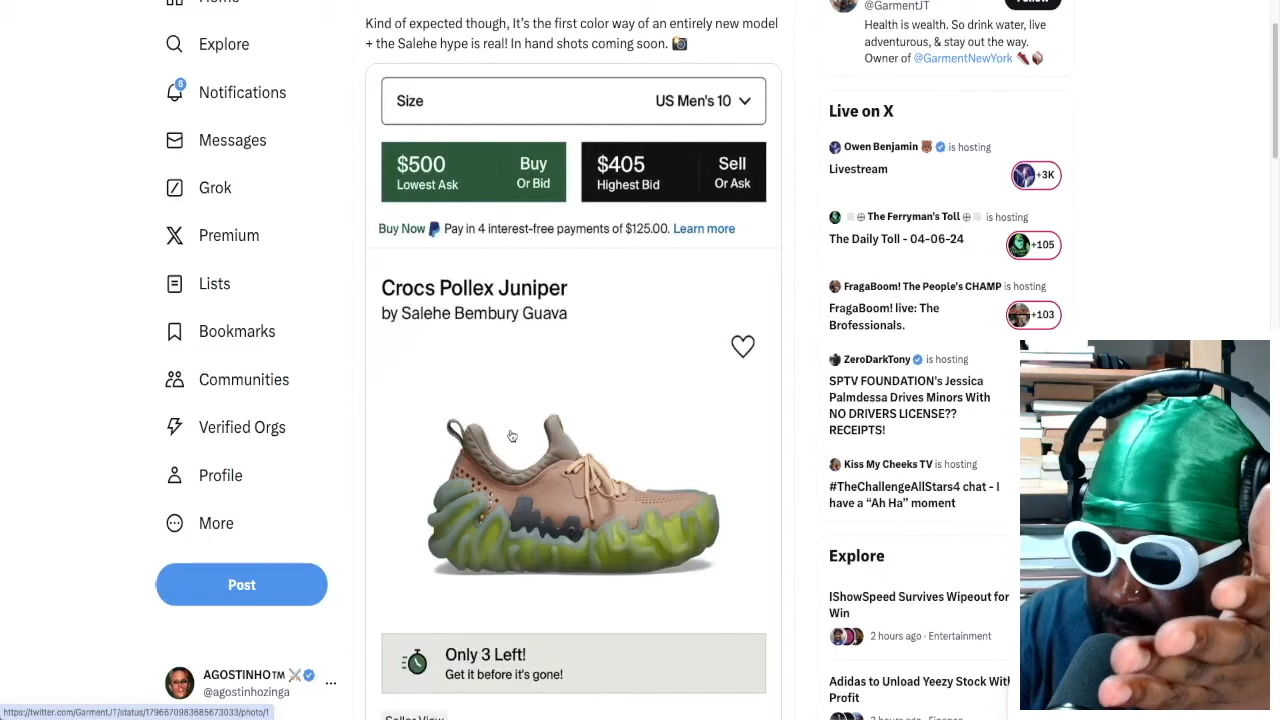 Explore
Notifications
6
Messages
Grok
Premium
Lists
Bookmarks
Communities
Verified Orgs
Profile
More
Post
AGOSTINHO™
@agostinhozinga
https://twitter.com/GarmentJT/status/1796670983685673033/photo/1
Kind of expected though, It's the first color way of an entirely new model
+ the Salehe hype is real! In hand shots coming soon.
Size
US Men's 10
$500
Lowest Ask
Buy
Or Bid
$405
Highest Bid
Sell
Or Ask
Buy Now Pay in 4 interest-free payments of $125.00. Learn more
Crocs Pollex Juniper
by Salehe Bembury Guava
Only 3 Left!
Get it before it's gone!
Seller View
@GarmentJT
Health is wealth. So drink water, live
adventurous, & stay out the way.
Owner of @GarmentNewYork
Live on X
Owen Benjamin is hosting
Livestream
+3K
The Ferryman's Toll is hosting
The Daily Toll - 04-06-24
+105
FragaBoom! The People's CHAMP is hosting
FragaBoom! live: The
Brofessionals.
+103
ZeroDarkTony is hosting
SPTV FOUNDATION's Jessica
Palmdessa Drives Minors With
NO DRIVERS LICENSE??
RECEIPTS!
Kiss My Cheeks TV is hosting
#TheChallengeAllStars4 chat - I
have a “Ah Ha” moment
Explore
IShowSpeed Survives Wipeout for
Win
2 hours ago · Entertainment
Adidas to Unload Yeezy Stock With
Profit
2 hours ago · Finance